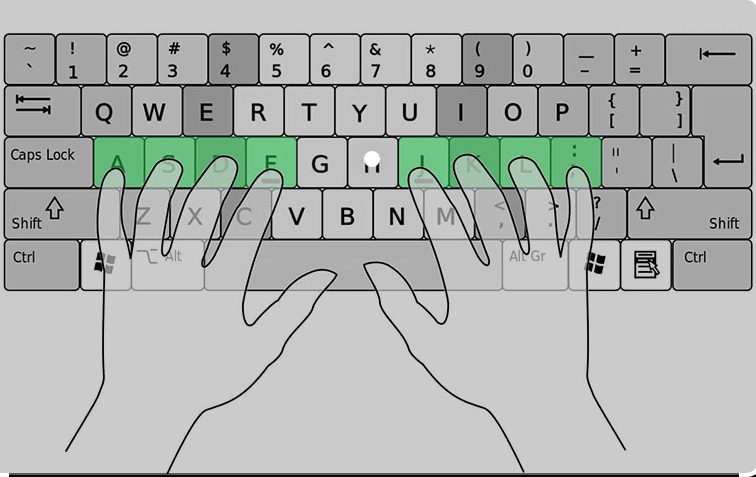 ~ ! @ # $ % ^ & * ( ) — +
` 1 2 3 4 5 6 7 8 9 0 – =
Q W E R T Y U I O P { }
[ ]
Caps Lock A S D F G H J K L : " |
' \
Shift Z X C V B N M < > ? Shift
, . /
Ctrl Alt Alt Gr Ctrl